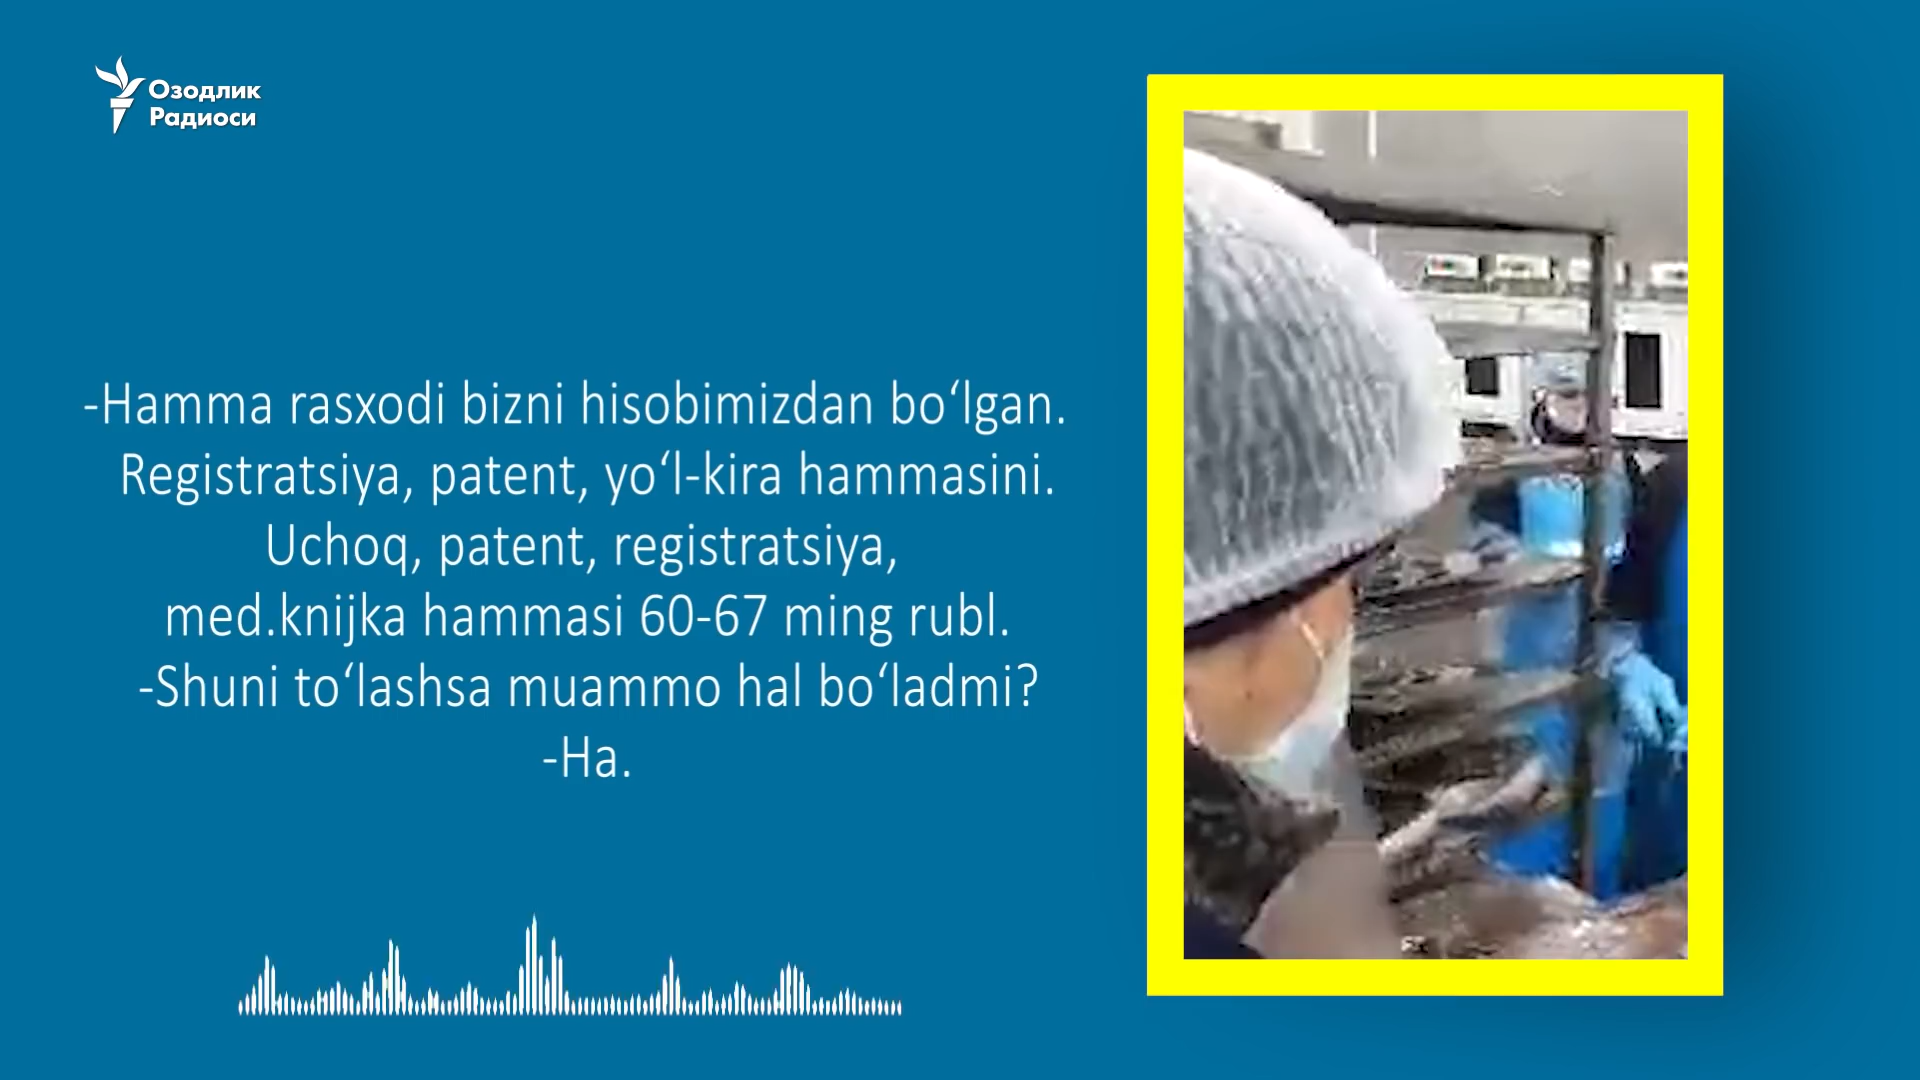 Озодлик
Радиоси
-Hamma rasxodi bizni hisobimizdan bo‘lgan.
Registratsiya, patent, yo‘l-kira hammasini.
Uchoq, patent, registratsiya,
med.knijka hammasi 60-67 ming rubl.
-Shuni to‘lashsa muammo hal bo‘ladmi?
-Ha.